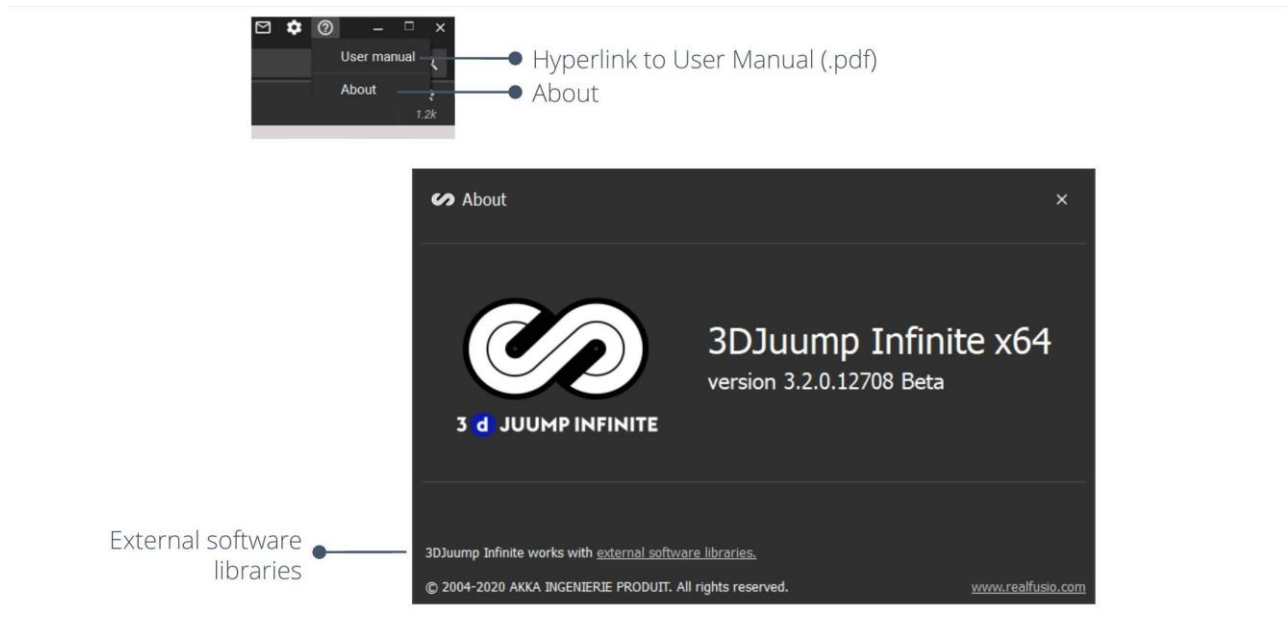 User manual
Hyperlink to User Manual (.pdf)
About
About
1.2k
About
3DJuump Infinite x64
version 3.2.0.12708 Beta
3 d JUUMP INFINITE
External software
libraries
3DJuump Infinite works with external software libraries.
© 2004-2020 AKKA INGENIERIE PRODUIT. All rights reserved.
www.realfusio.com